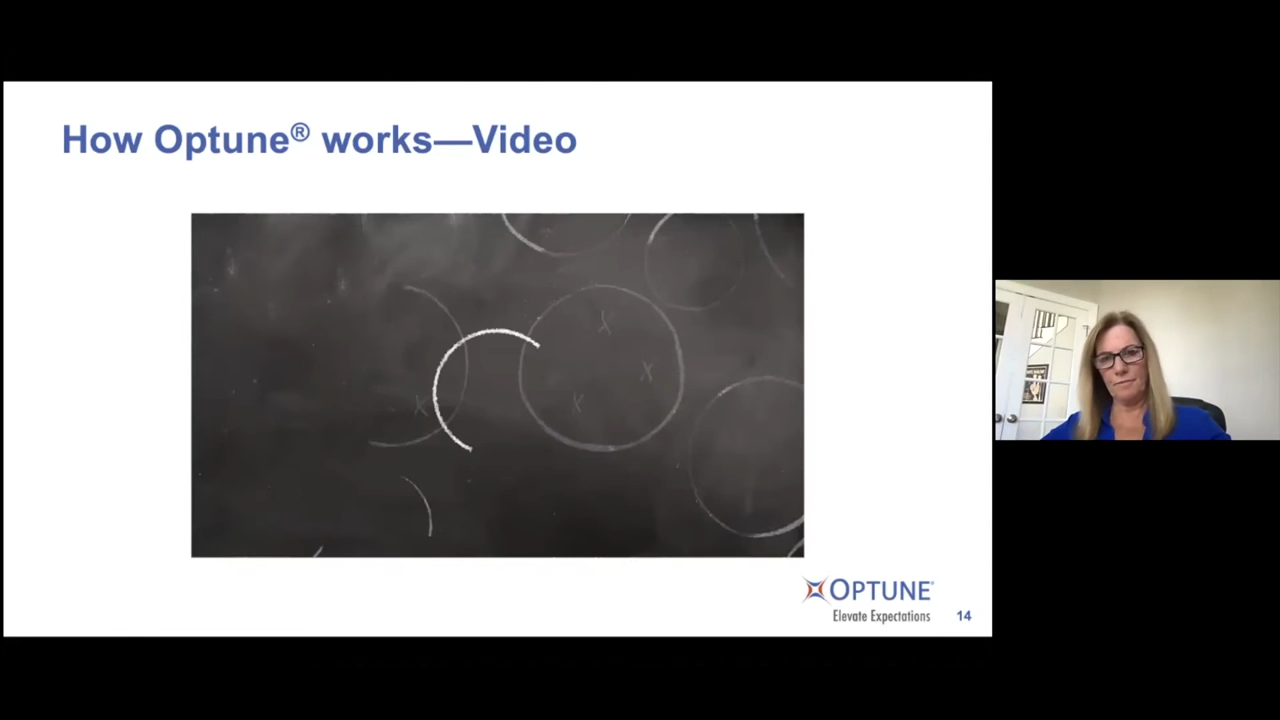 How Optune® works—Video
X
X
X
X
OPTUNE®
Elevate Expectations
14